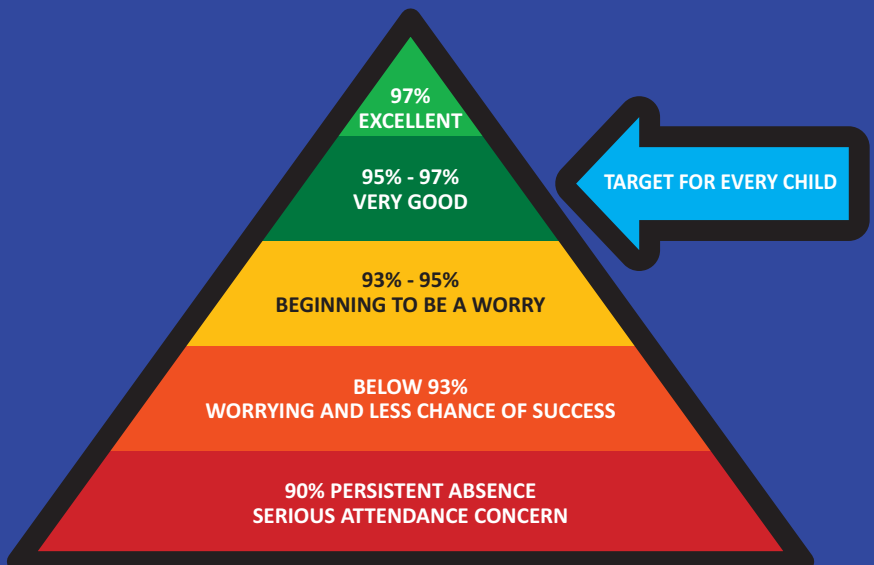 97%
EXCELLENT
95% - 97%
VERY GOOD
TARGET FOR EVERY CHILD
93% - 95%
BEGINNING TO BE A WORRY
BELOW 93%
WORRYING AND LESS CHANCE OF SUCCESS
90% PERSISTENT ABSENCE
SERIOUS ATTENDANCE CONCERN